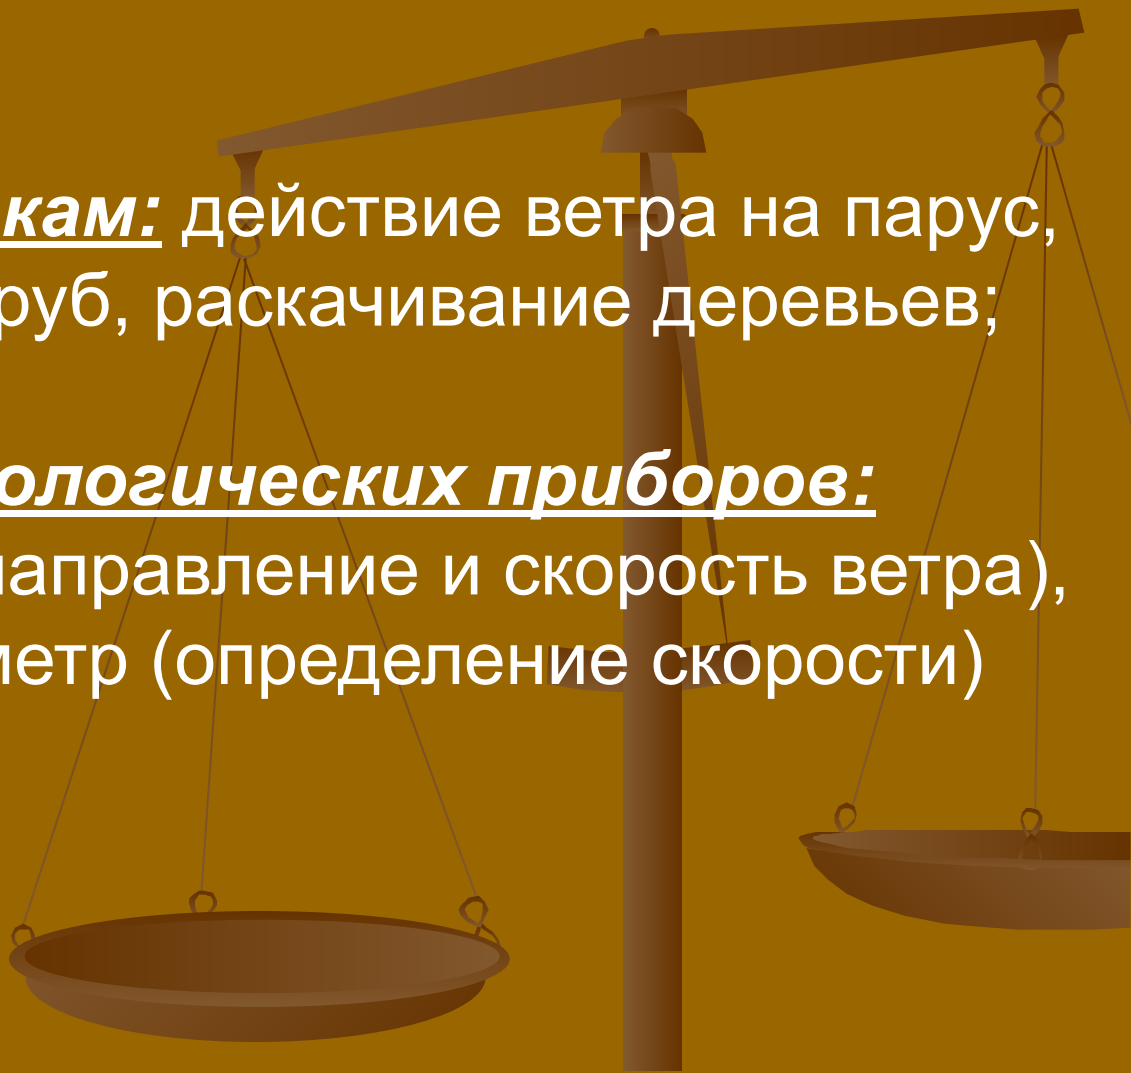 кам: действие ветра на парус,
руб, раскачивание деревьев;
ологических приборов:
направление и скорость ветра),
метр (определение скорости)